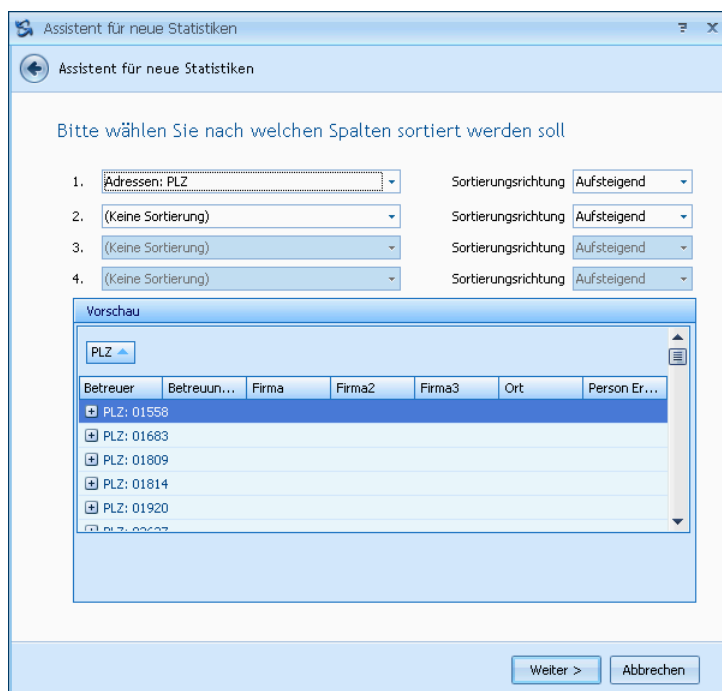 Assistent für neue Statistiken
Assistent für neue Statistiken
Bitte wählen Sie nach welchen Spalten sortiert werden soll
1. Adressen: PLZ Sortierungsrichtung Aufsteigend
2. (Keine Sortierung) Sortierungsrichtung Aufsteigend
3. (Keine Sortierung) Sortierungsrichtung Aufsteigend
4. (Keine Sortierung) Sortierungsrichtung Aufsteigend
Vorschau
PLZ
Betreuer Betreuun... Firma Firma2 Firma3 Ort Person Er...
PLZ: 01558
PLZ: 01683
PLZ: 01809
PLZ: 01814
PLZ: 01920
Weiter > Abbrechen